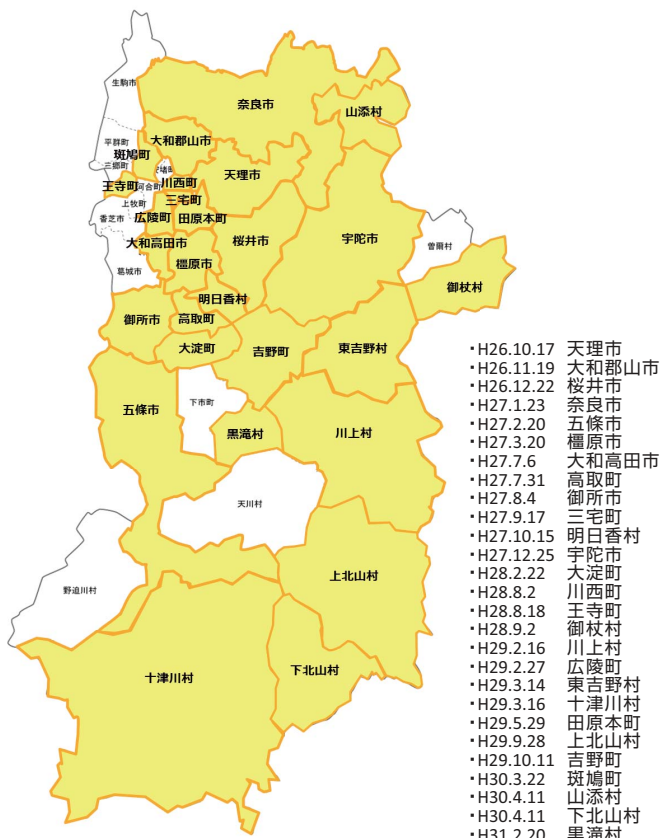 生駒市
奈良市
山添村
平群町
大和郡山市
斑鳩町
三郷町
安堵町
天理市
王寺町
河合町
川西町
三宅町
上牧町
香芝市
広陵町
田原本町
桜井市
宇陀市
大和高田市
曽爾村
葛城市
橿原市
御杖村
明日香村
御所市
高取町
大淀町
吉野町
東吉野村
五條市
下市町
黒滝村
川上村
天川村
上北山村
野迫川村
十津川村
下北山村
・H26.10.17 天理市
・H26.11.19 大和郡山市
・H26.12.22 桜井市
・H27.1.23 奈良市
・H27.2.20 五條市
・H27.3.20 橿原市
・H27.7.6 大和高田市
・H27.7.31 高取町
・H27.8.4 御所市
・H27.9.17 三宅町
・H27.10.15 明日香村
・H27.12.25 宇陀市
・H28.2.22 大淀町
・H28.8.2 川西町
・H28.8.18 王寺町
・H28.9.2 御杖村
・H29.2.16 川上村
・H29.2.27 広陵町
・H29.3.14 東吉野村
・H29.3.16 十津川村
・H29.5.29 田原本町
・H29.9.28 上北山村
・H29.10.11 吉野町
・H30.3.22 斑鳩町
・H30.4.11 山添村
・H30.4.11 下北山村
・H31.2.20 黒滝村